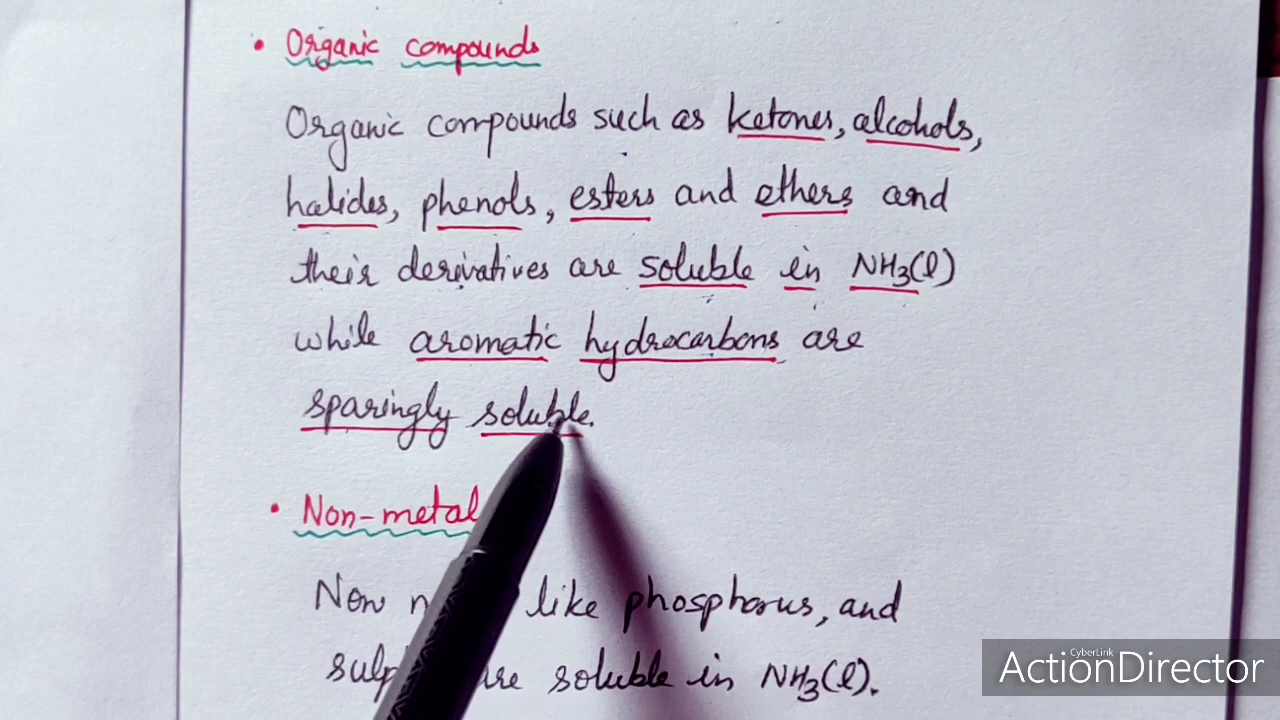 • Organic compounds
Organic compounds such as ketones, alcohols,
halides, phenols, esters and ethers and
their derivatives are soluble in NH3(l)
while aromatic hydrocarbons are
sparingly soluble.
• Non-metal
Non like phosphorus, and
soluble in NH3(l).
CyberLink
ActionDirector